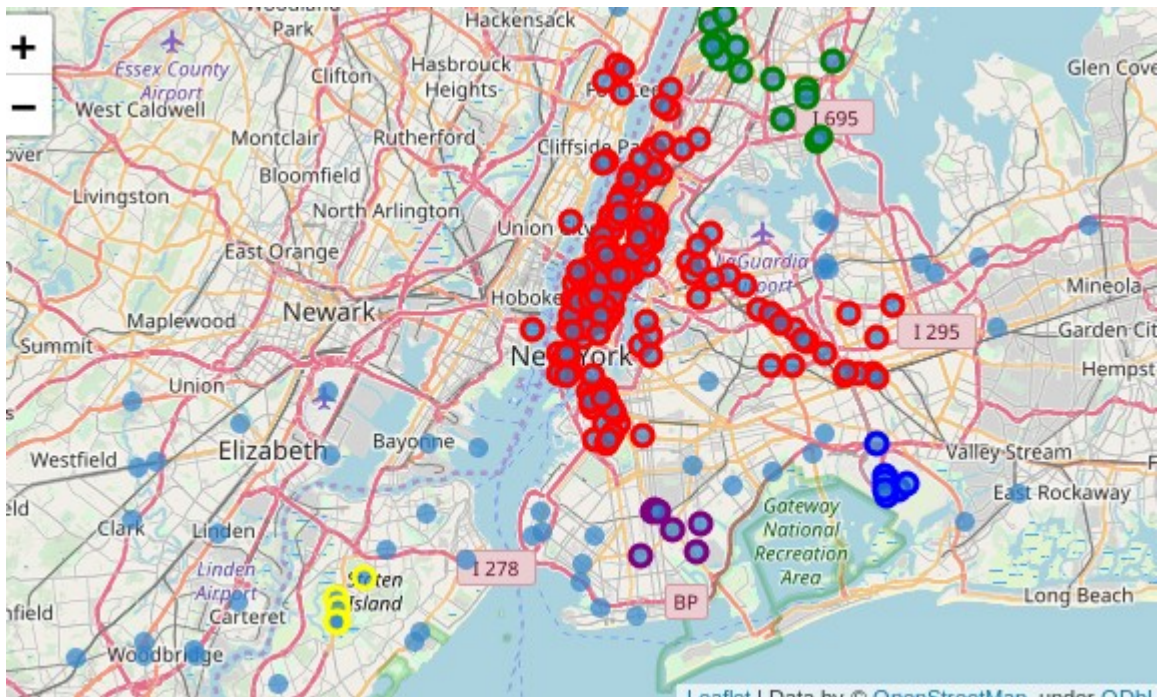 Woodland
Park
Hackensack
+
Essex County
Airport
Clifton
Hasbrouck
Heights
Fort Lee
Glen Cove
−
West Caldwell
I 695
Montclair
Rutherford
Cliffside Park
Bloomfield
Livingston
North Arlington
Union City
East Orange
LaGuardia
Airport
Mineola
Newark
Hoboken
Maplewood
I 295
Garden City
Summit
New York
Hempst
Union
Elizabeth
Bayonne
Westfield
Valley Stream
East Rockaway
Gateway
National
Recreation
Area
Clark
Linden
I 278
Linden
Airport
Staten
Island
BP
Long Beach
Carteret
Woodbridge
Leaflet | Data by © OpenStreetMap, under ODbL